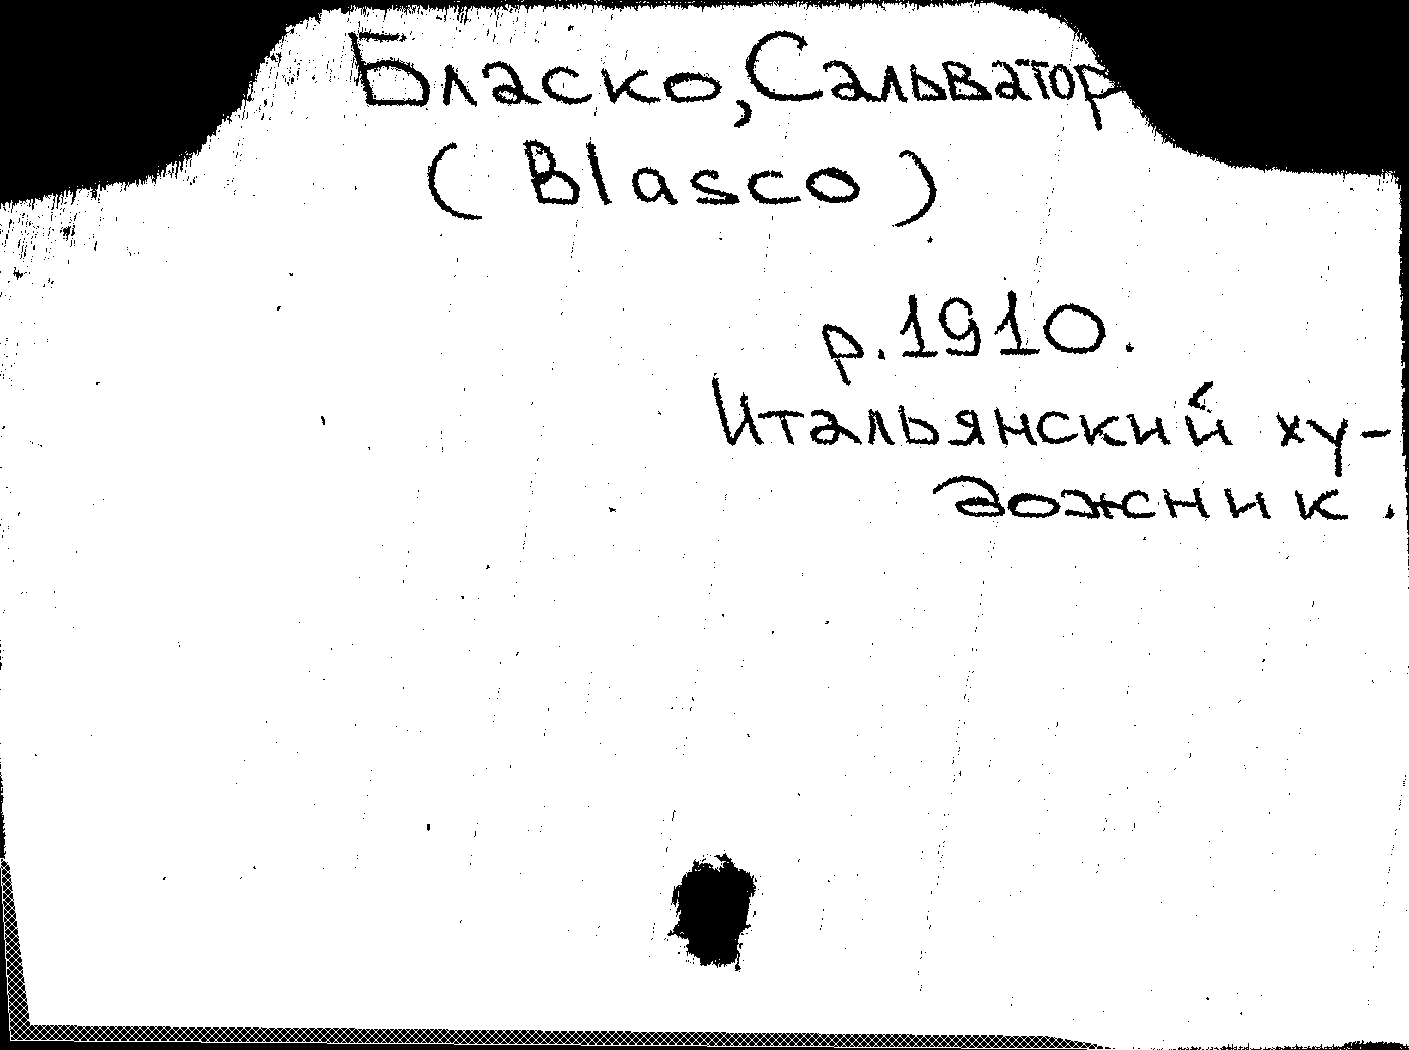 Бласко, Сальватор
(Blasco)
р. 1910.
Итальянский ху-
дожник.